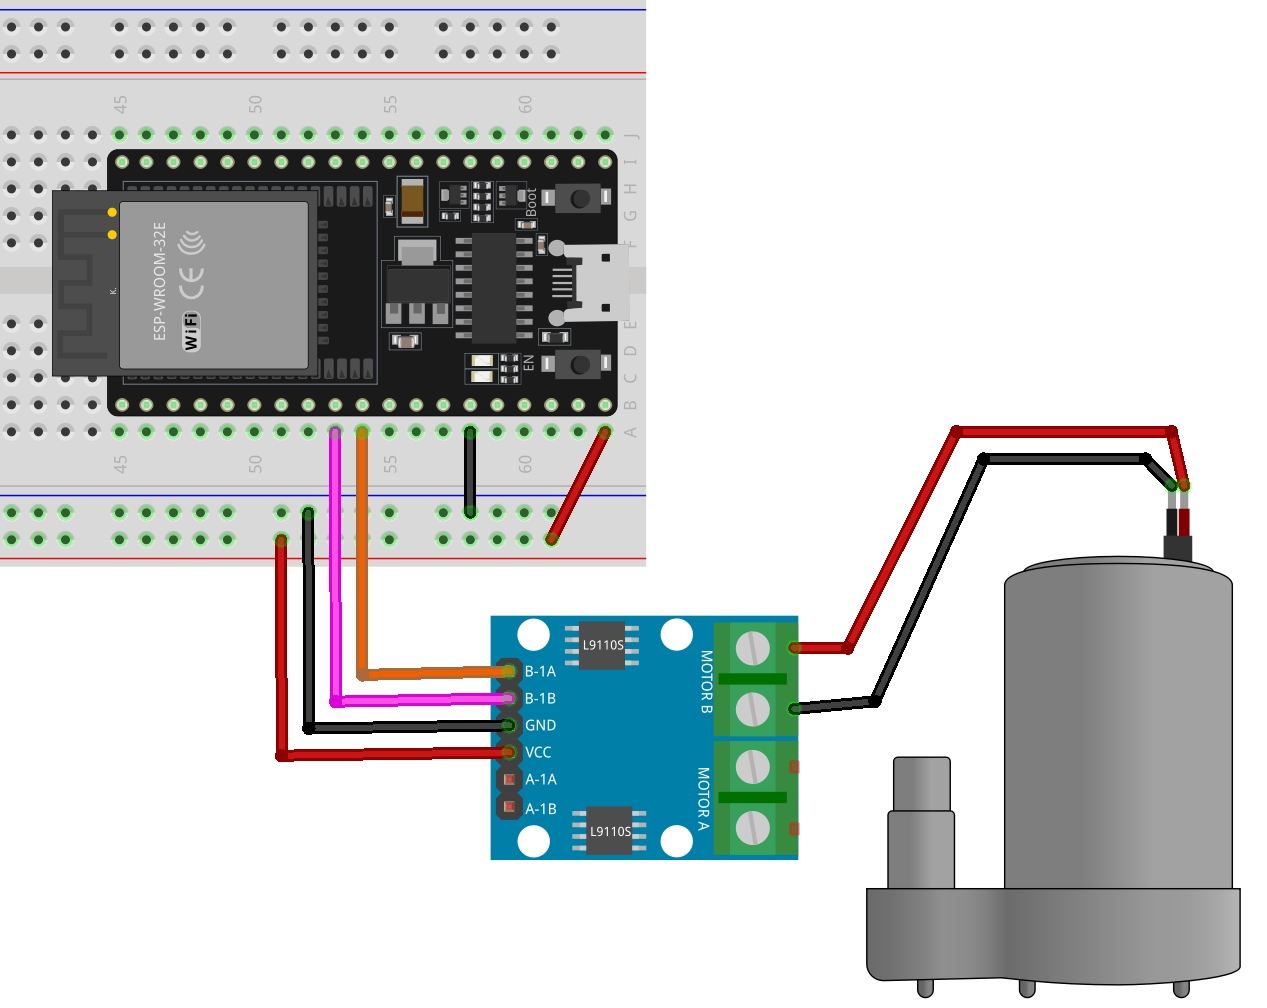 45 50 55 60
J
I
H
G
F
E
D
C
B
A
ESP-WROOM-32E
CE
WiFi
K.
Boot
EN
45 50 55 60
L9110S
B-1A
B-1B
GND
VCC
A-1A
A-1B
MOTOR B
MOTOR A
L9110S